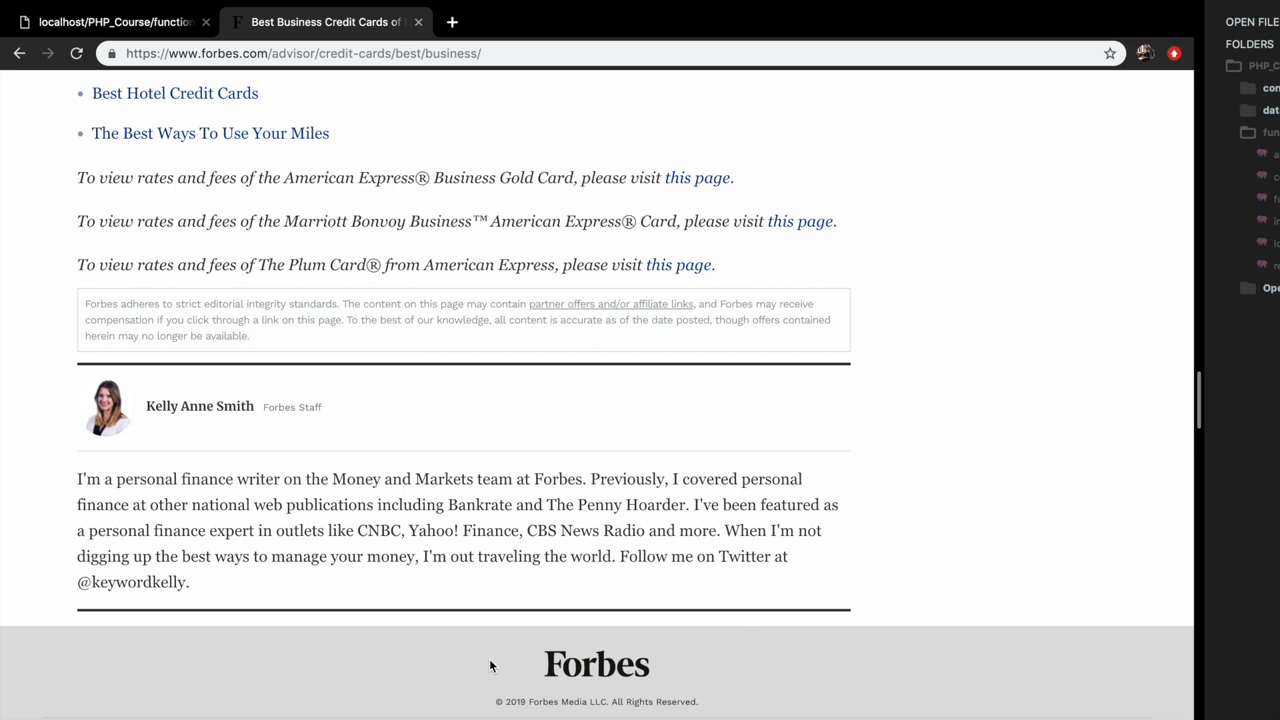 localhost/PHP_Course/function
Best Business Credit Cards of
OPEN FILE
FOLDERS
https://www.forbes.com/advisor/credit-cards/best/business/
PHP_C
con
data
fun
Ope
Best Hotel Credit Cards
The Best Ways To Use Your Miles
To view rates and fees of the American Express® Business Gold Card, please visit this page.
To view rates and fees of the Marriott Bonvoy Business™ American Express® Card, please visit this page.
To view rates and fees of The Plum Card® from American Express, please visit this page.
Forbes adheres to strict editorial integrity standards. The content on this page may contain partner offers and/or affiliate links, and Forbes may receive
compensation if you click through a link on this page. To the best of our knowledge, all content is accurate as of the date posted, though offers contained
herein may no longer be available.
Kelly Anne Smith Forbes Staff
I'm a personal finance writer on the Money and Markets team at Forbes. Previously, I covered personal
finance at other national web publications including Bankrate and The Penny Hoarder. I've been featured as
a personal finance expert in outlets like CNBC, Yahoo! Finance, CBS News Radio and more. When I'm not
digging up the best ways to manage your money, I'm out traveling the world. Follow me on Twitter at
@keywordkelly.
Forbes
© 2019 Forbes Media LLC. All Rights Reserved.